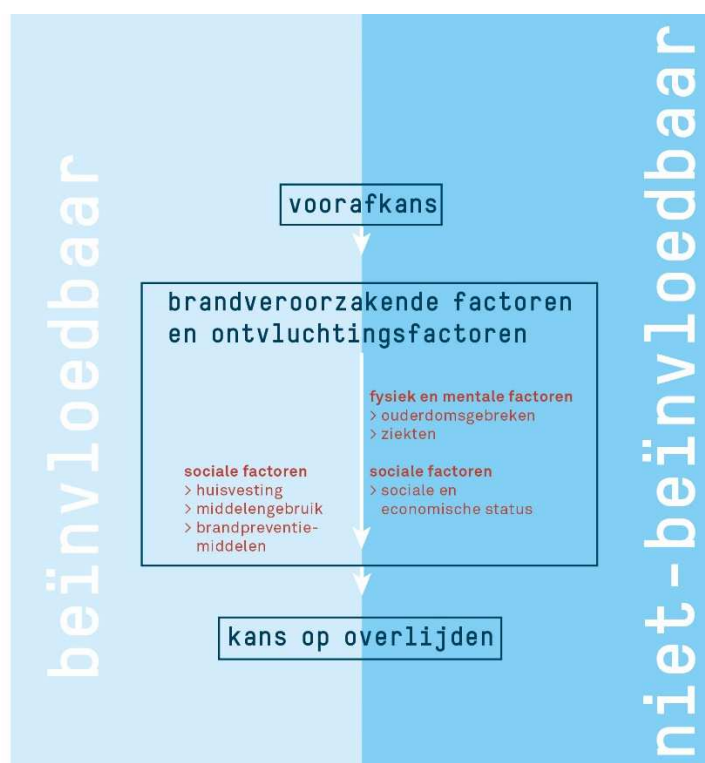 beïnvloedbaar
niet-beïnvloedbaar
voorafkans
brandveroorzakende factoren
en ontvluchtingsfactoren
fysiek en mentale factoren
> ouderdomsgebreken
> ziekten
sociale factoren
> huisvesting
> middelengebruik
> brandpreventie-
middelen
sociale factoren
> sociale en
economische status
kans op overlijden